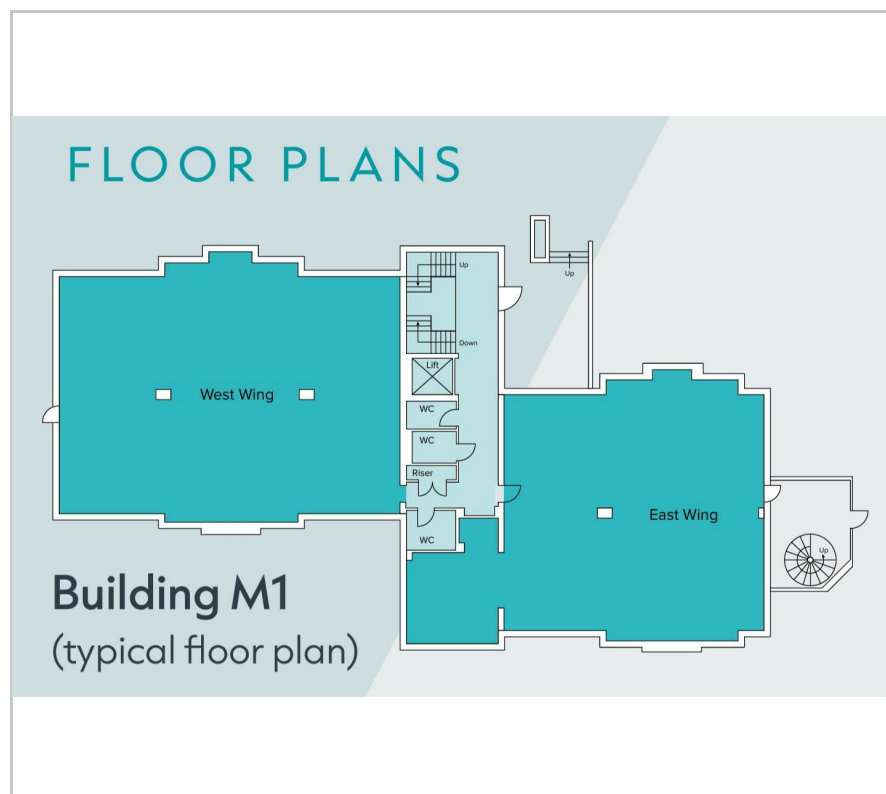 FLOOR PLANS
Up
Up
Down
Lift
West Wing
WC
WC
Riser
East Wing
WC
Up
Building M1
(typical floor plan)